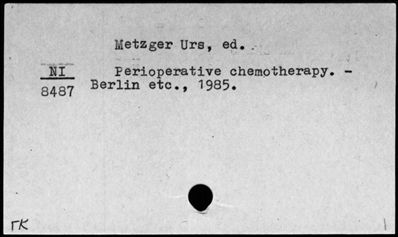 Metzger Urs, ed.
NI Perioperative chemotherapy. -
8487 Berlin etc., 1985.
ГК